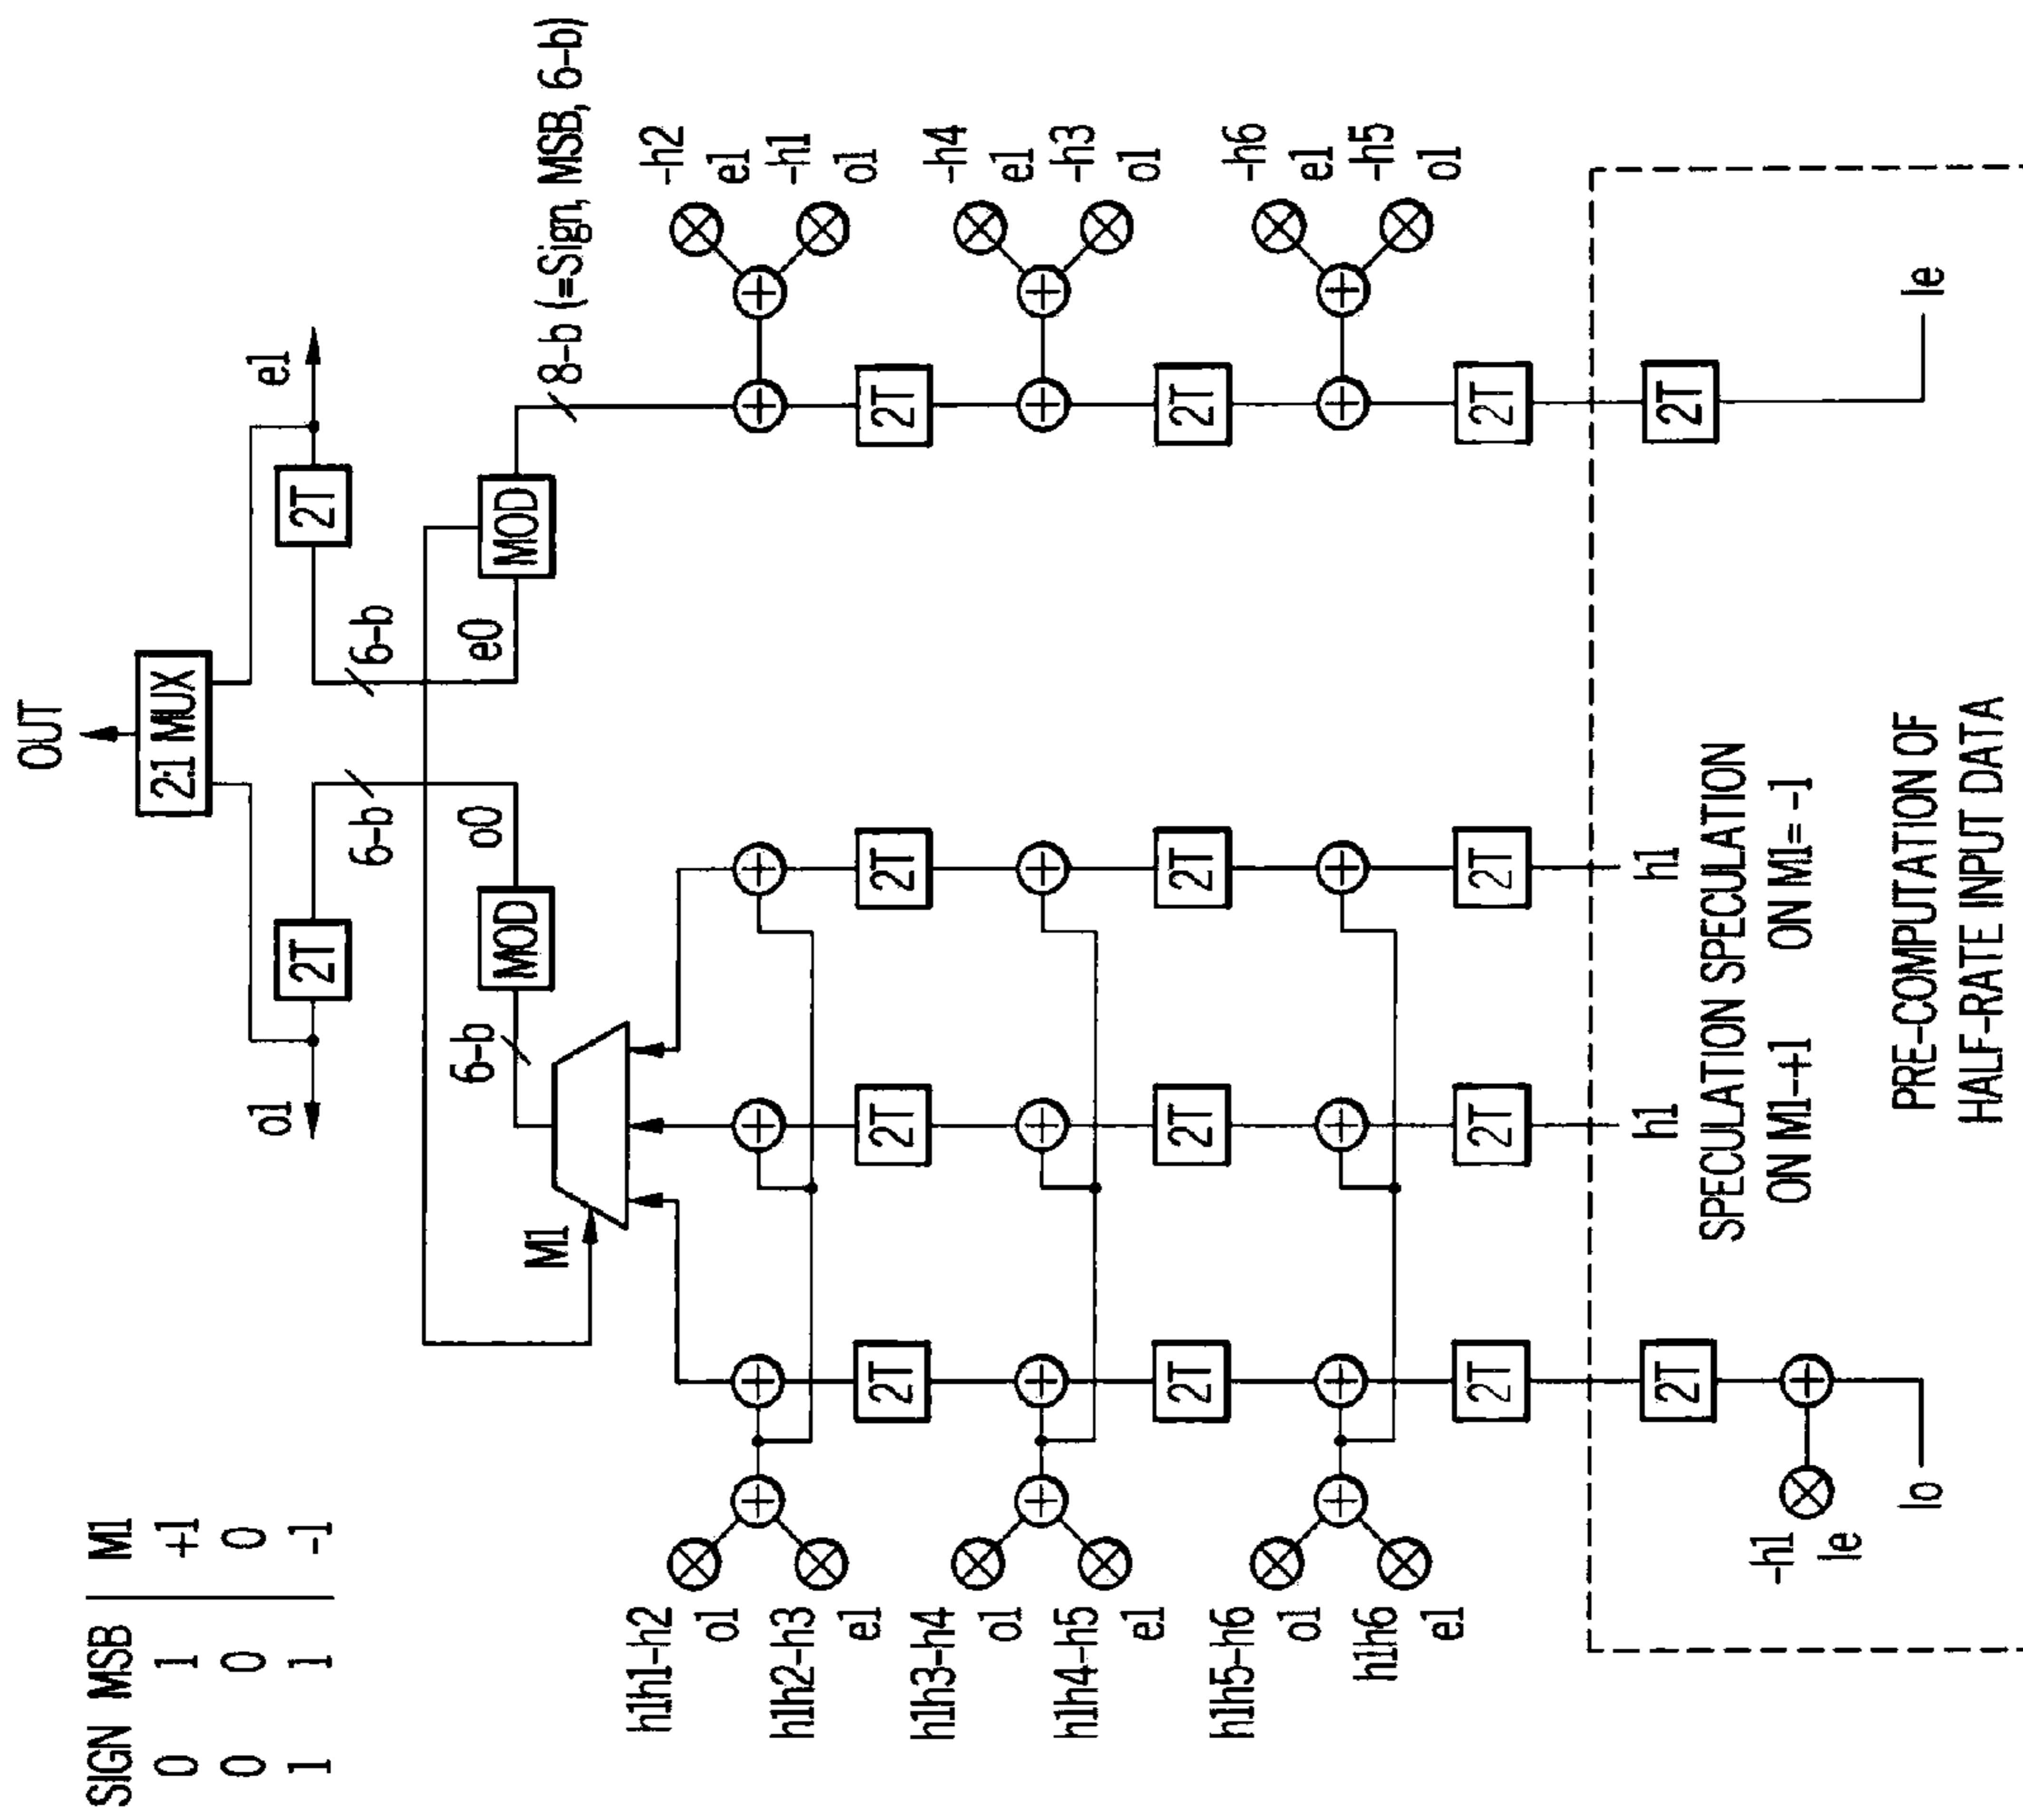 SIGN MSB M1
0 1 +1
0 0 0
1 1 -1
OUT
2:1 MUX
o1
2T
2T
e1
6-b
6-b
o0
e0
MOD
MOD
6-b
M1
8-b (=Sign, MSB, 6-b)
h1h1-h2
o1
h1h2-h3
e1
-h2
e1
-h1
o1
2T
2T
2T
2T
h1h3-h4
o1
h1h4-h5
e1
-h4
e1
-h3
o1
2T
2T
2T
2T
h1h5-h6
o1
h1h6
e1
-h6
e1
-h5
o1
2T
2T
2T
2T
2T
2T
h1
h1
SPECULATION SPECULATION
ON M1-+1 ON M1= -1
-h1
Ie
Io
Ie
PRE-COMPUTATION OF
HALF-RATE INPUT DATA